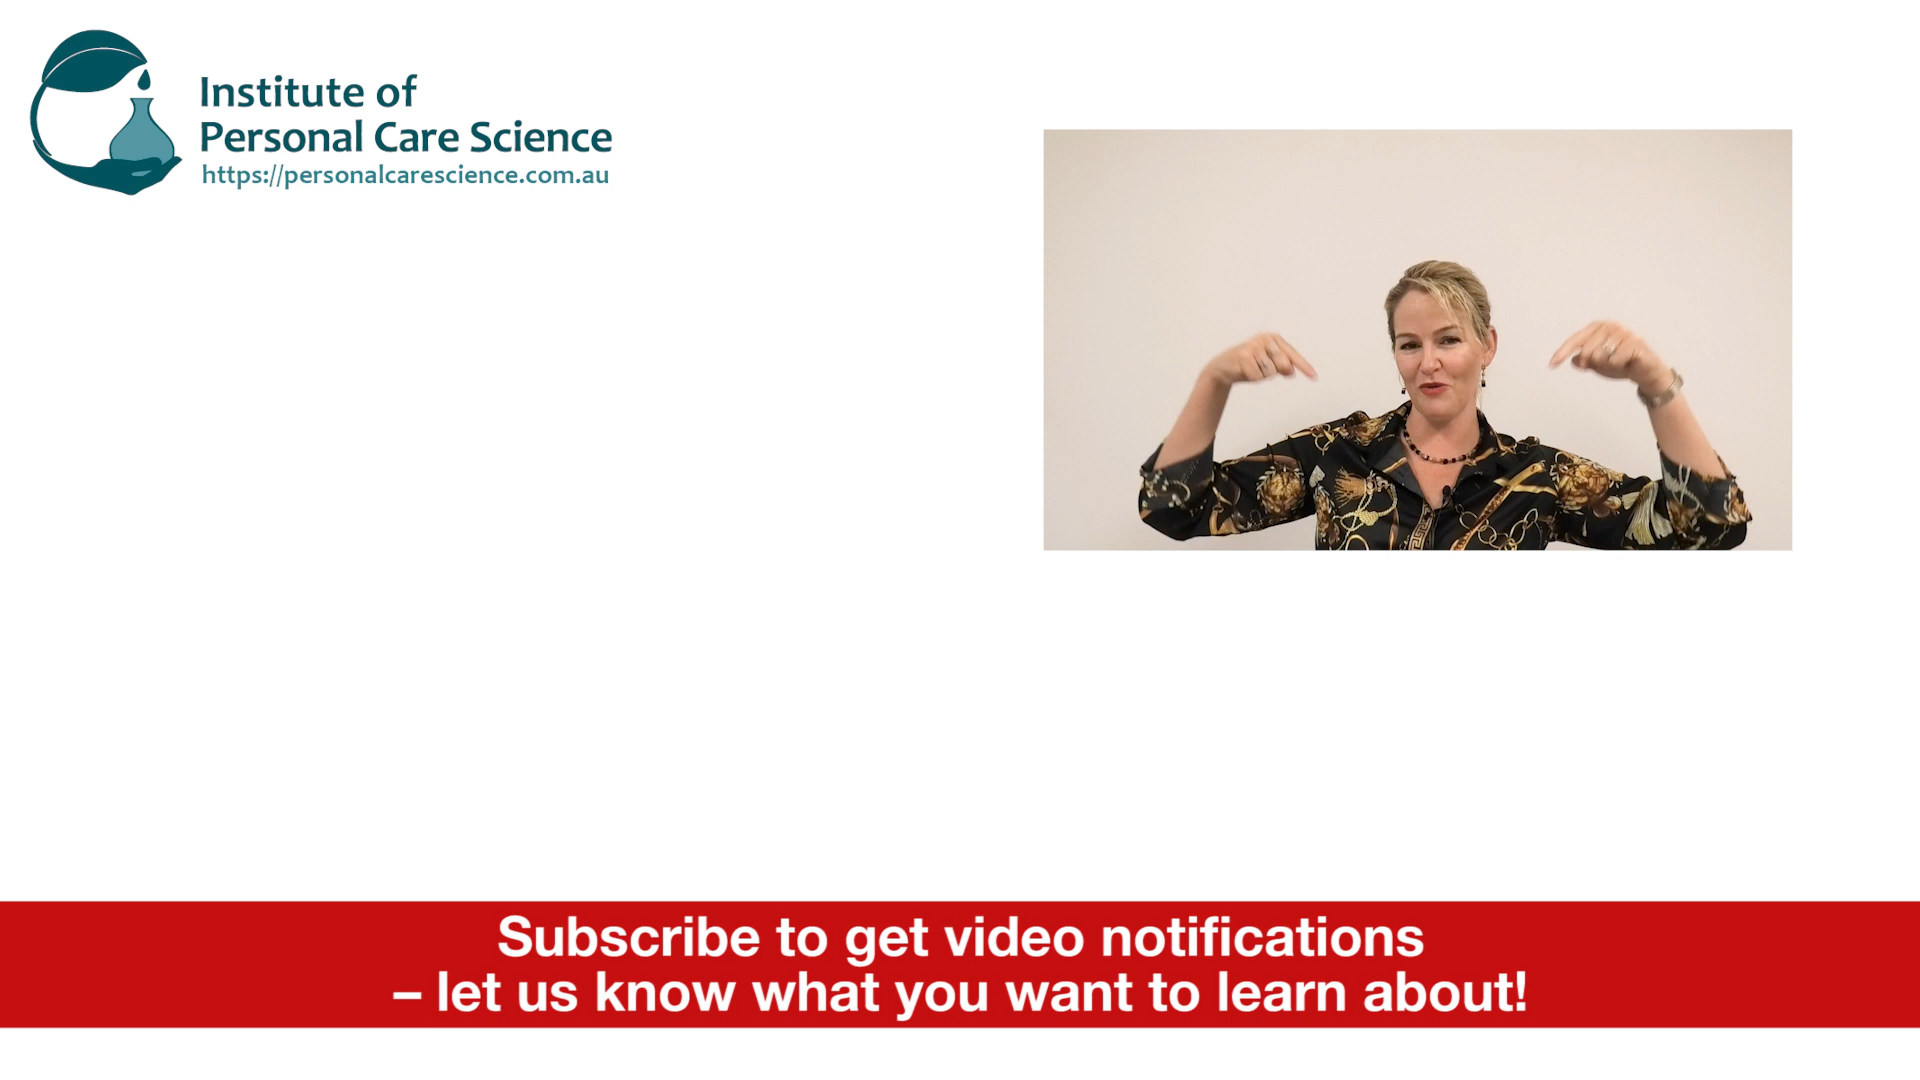 Institute of
Personal Care Science
https://personalcarescience.com.au
Subscribe to get video notifications
– let us know what you want to learn about!